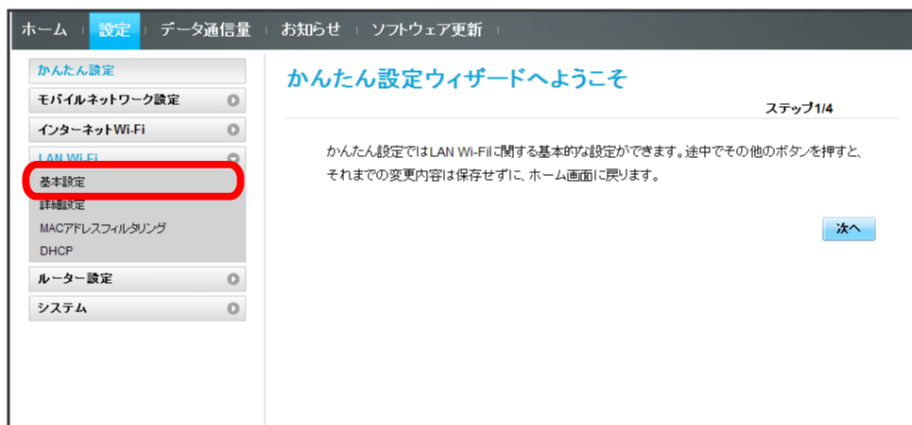 ホーム 設定 データ通信量 お知らせ ソフトウェア更新
かんたん設定
モバイルネットワーク設定
インターネットWi-Fi
LAN Wi-Fi
基本設定
詳細設定
MACアドレスフィルタリング
DHCP
ルーター設定
システム
かんたん設定ウィザードへようこそ
ステップ1/4
かんたん設定ではLAN Wi-Fiに関する基本的な設定ができます。途中でその他のボタンを押すと、
それまでの変更内容は保存せずに、ホーム画面に戻ります。
次へ